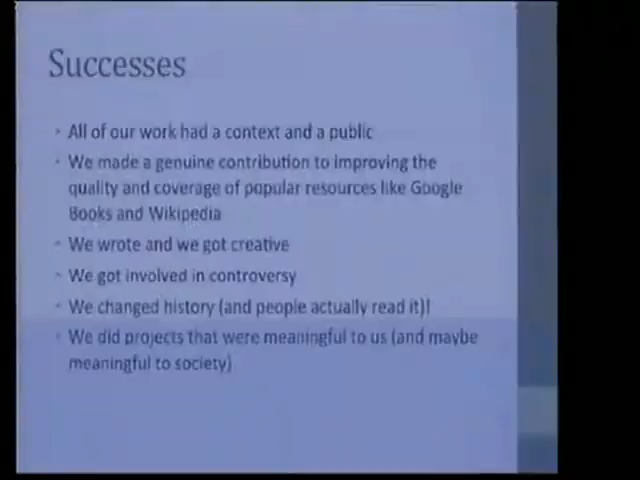 Successes
• All of our work had a context and a public
• We made a genuine contribution to improving the
quality and coverage of popular resources like Google
Books and Wikipedia
• We wrote and we got creative
• We got involved in controversy
• We changed history (and people actually read it)!
• We did projects that were meaningful to us (and maybe
meaningful to society)